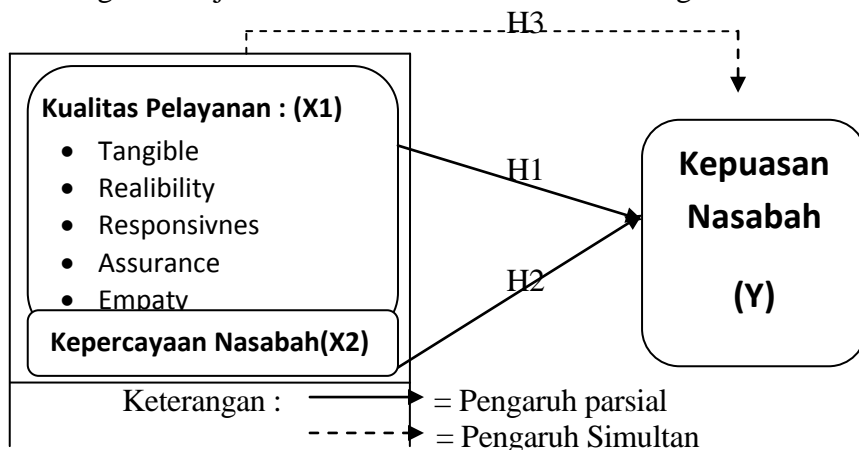 H3
Kualitas Pelayanan : (X1)
• Tangible
• Realibility
• Responsivnes
• Assurance
• Empaty
Kepercayaan Nasabah(X2)
H1
H2
Kepuasan
Nasabah
(Y)
Keterangan :
= Pengaruh parsial
= Pengaruh Simultan